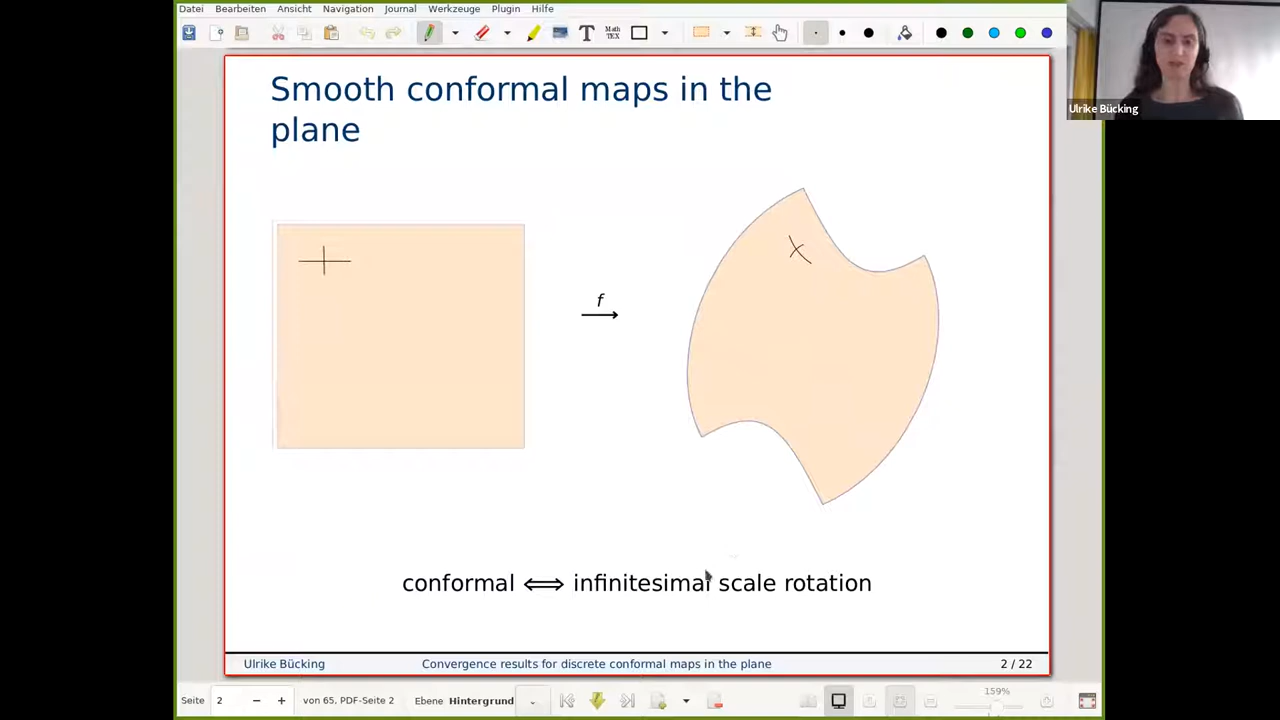 Datei Bearbeiten Ansicht Navigation Journal Werkzeuge Plugin Hilfe
T Math TEX
Ulrike Bücking
Smooth conformal maps in the
plane
f
conformal ⟺ infinitesimal scale rotation
Ulrike Bücking Convergence results for discrete conformal maps in the plane 2 / 22
Seite 2 von 65, PDF-Seite 2 Ebene Hintergrund 159%